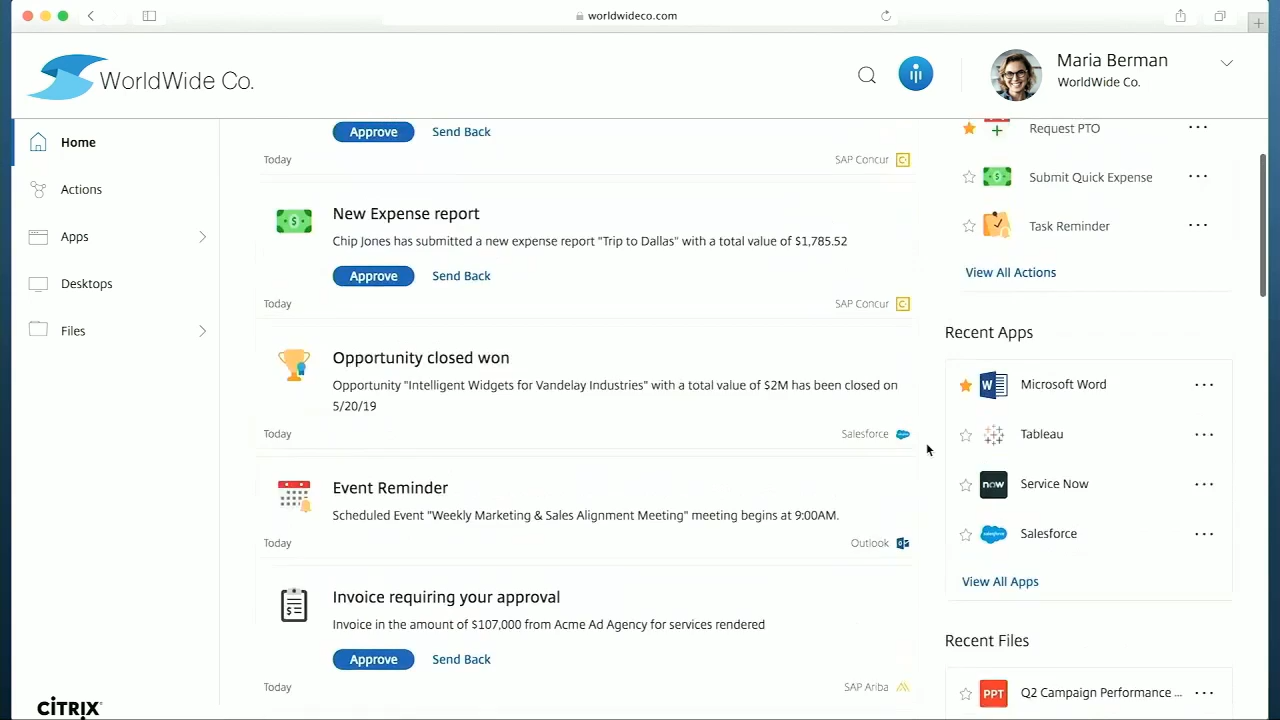 worldwideco.com
WorldWide Co.
Maria Berman
WorldWide Co.
Home
Actions
Apps
Desktops
Files
CİTRIX
Approve Send Back
Today SAP Concur
New Expense report
Chip Jones has submitted a new expense report "Trip to Dallas" with a total value of $1,785.52
Approve Send Back
Today SAP Concur
Opportunity closed won
Opportunity "Intelligent Widgets for Vandelay Industries" with a total value of $2M has been closed on
5/20/19
Today Salesforce
Event Reminder
Scheduled Event "Weekly Marketing & Sales Alignment Meeting" meeting begins at 9:00AM.
Today Outlook
Invoice requiring your approval
Invoice in the amount of $107,000 from Acme Ad Agency for services rendered
Approve Send Back
Today SAP Ariba
Request PTO
Submit Quick Expense
Task Reminder
View All Actions
Recent Apps
W Microsoft Word
Tableau
now Service Now
salesforce Salesforce
View All Apps
Recent Files
PPT Q2 Campaign Performance ...